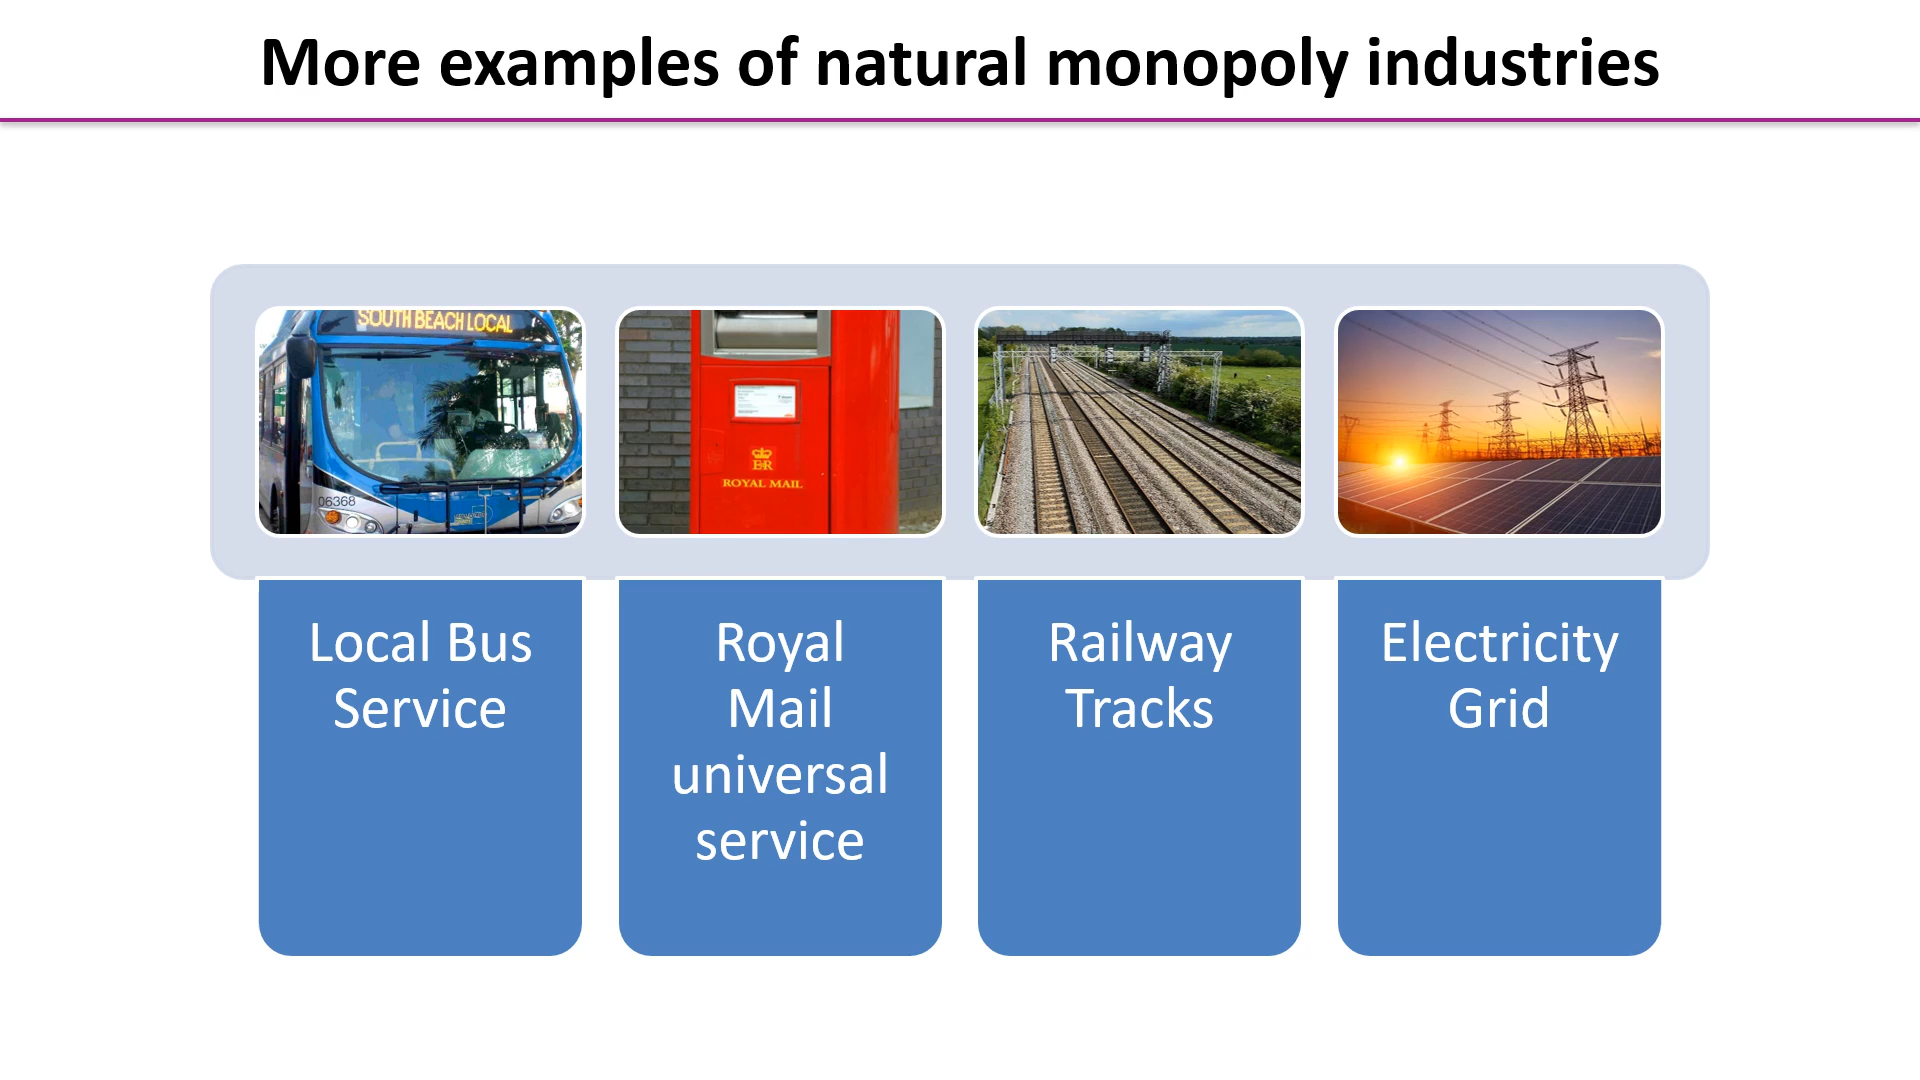 More examples of natural monopoly industries
SOUTH BEACH LOCAL
06368
ER
ROYAL MAIL
Local Bus
Service
Royal
Mail
universal
service
Railway
Tracks
Electricity
Grid